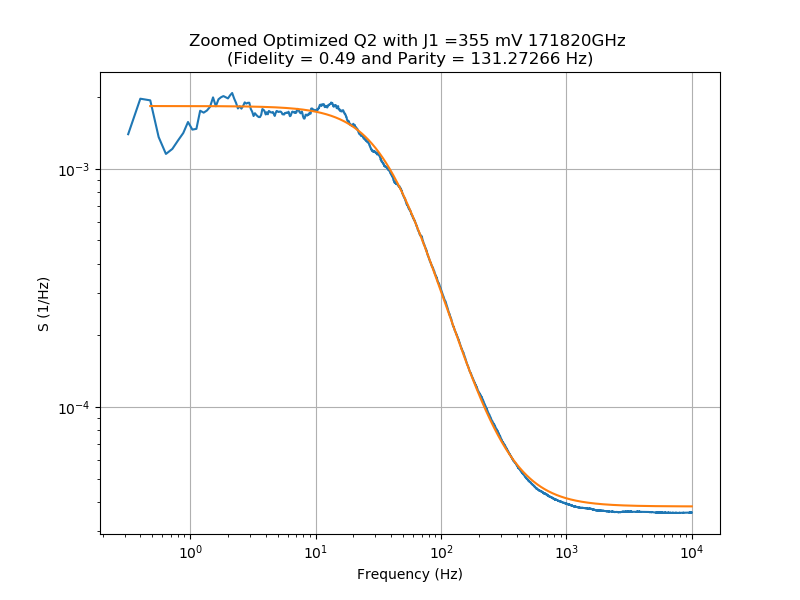 Zoomed Optimized Q2 with J1 =355 mV 171820GHz
(Fidelity = 0.49 and Parity = 131.27266 Hz)
S (1/Hz)
10⁻³
10⁻⁴
10⁰ 10¹ 10² 10³ 10⁴
Frequency (Hz)